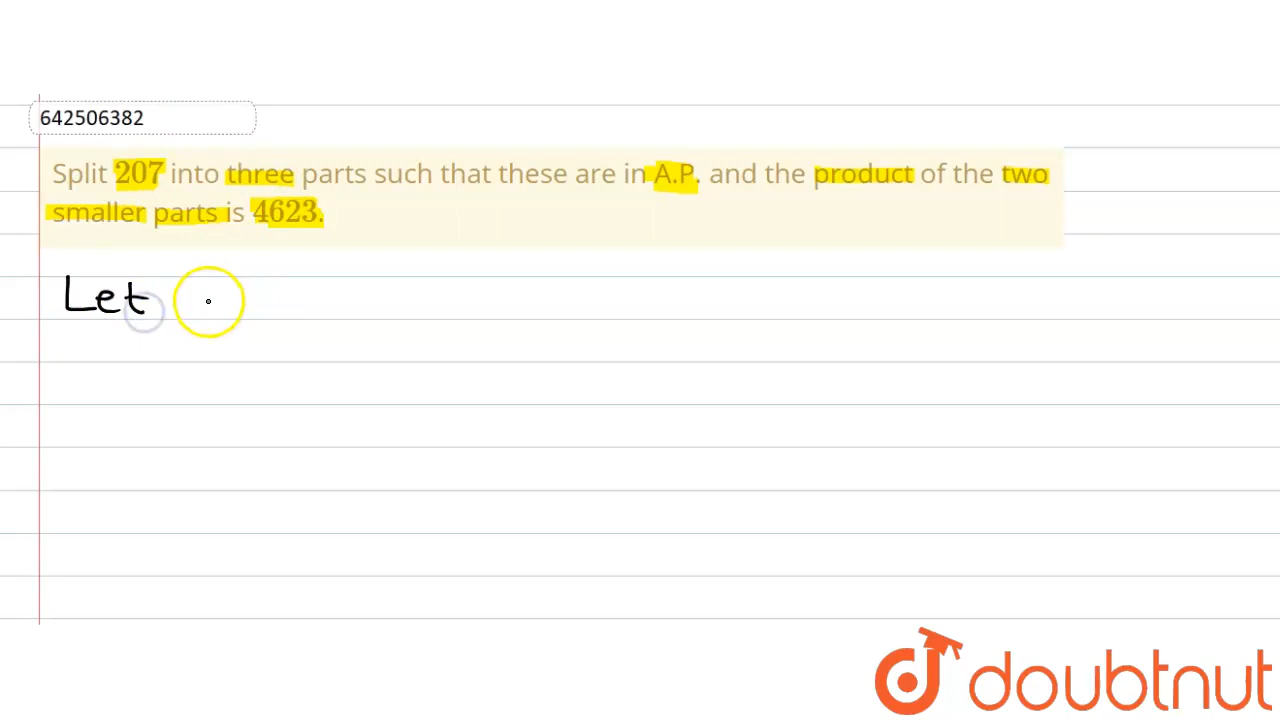 642506382
Split 207 into three parts such that these are in A.P. and the product of the two
smaller parts is 4623.
Let
doubtnut